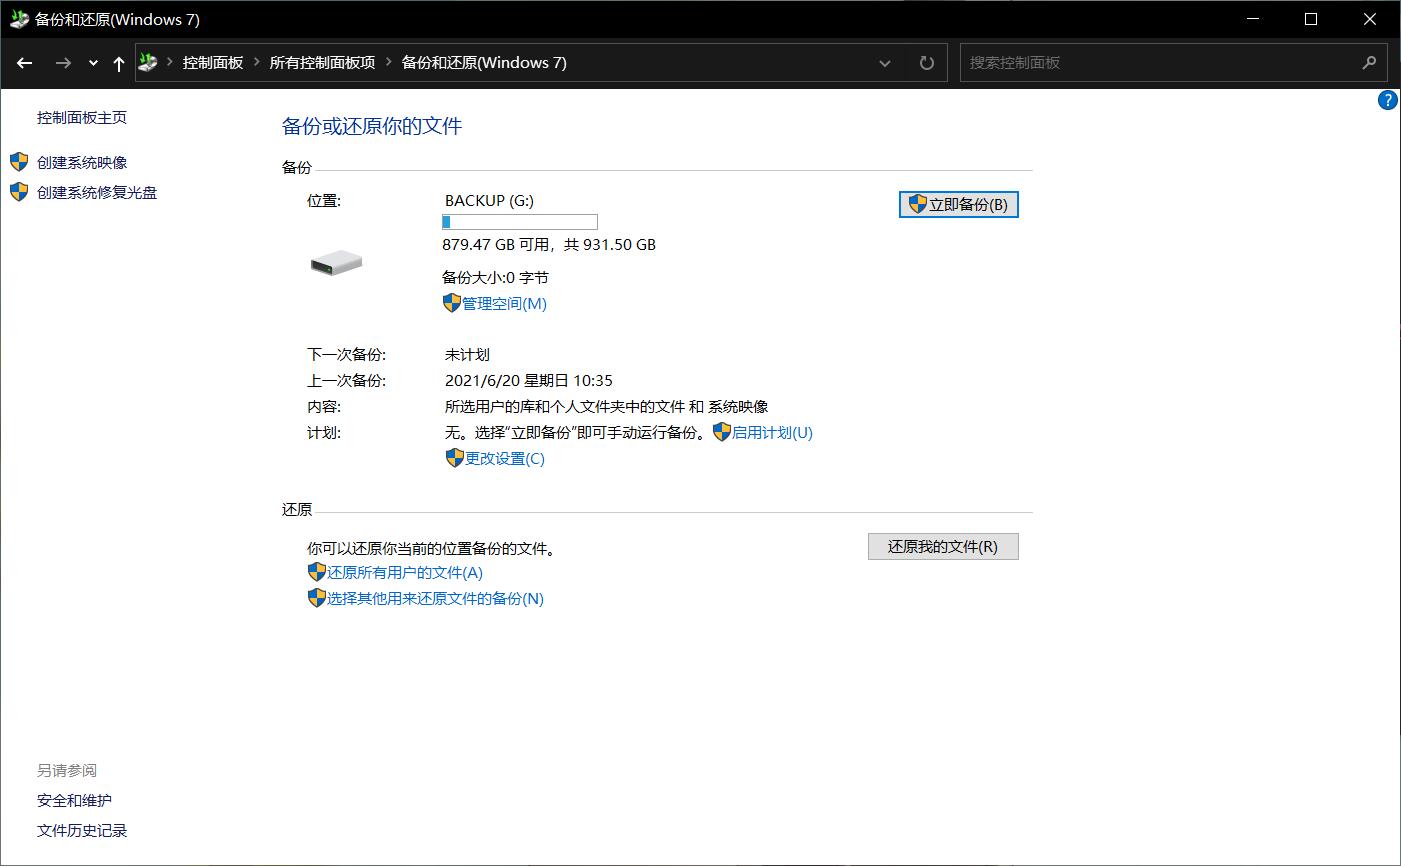 备份和还原(Windows 7)
控制面板 所有控制面板项 备份和还原(Windows 7) 搜索控制面板
控制面板主页
创建系统映像
创建系统修复光盘
备份或还原你的文件
备份
位置: BACKUP (G:) 立即备份(B)
879.47 GB 可用，共 931.50 GB
备份大小:0 字节
管理空间(M)
下一次备份: 未计划
上一次备份: 2021/6/20 星期日 10:35
内容: 所选用户的库和个人文件夹中的文件 和 系统映像
计划: 无。选择“立即备份”即可手动运行备份。 启用计划(U)
更改设置(C)
还原
你可以还原你当前的位置备份的文件。 还原我的文件(R)
还原所有用户的文件(A)
选择其他用来还原文件的备份(N)
另请参阅
安全和维护
文件历史记录